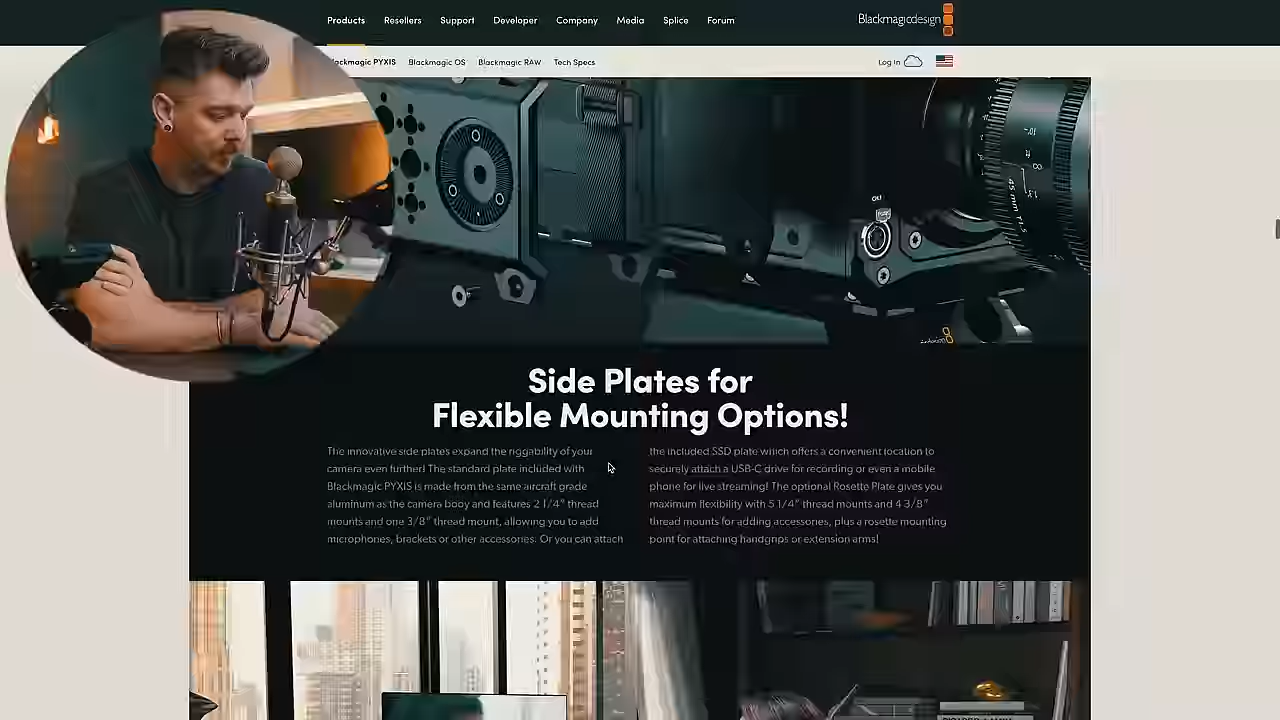 Products Resellers Support Developer Company Media Splice Forum
Blackmagicdesign
Blackmagic OS Blackmagic RAW Tech Specs
Log in
45 mm T1.5
Side Plates for
Flexible Mounting Options!
The innovative side plates expand the riggability of your
camera even further! The standard plate included with
Blackmagic PYXIS is made from the same aircraft grade
aluminum as the camera body and features 2 1/4” thread
mounts and one 3/8” thread mount, allowing you to add
microphones, brackets or other accessories. Or you can attach
the included SSD plate which offers a convenient location to
securely attach a USB-C drive for recording or even a mobile
phone for live streaming! The optional Rosette Plate gives you
maximum flexibility with 5 1/4” thread mounts and 4 3/8”
thread mounts for adding accessories, plus a rosette mounting
point for attaching handgrips or extension arms!